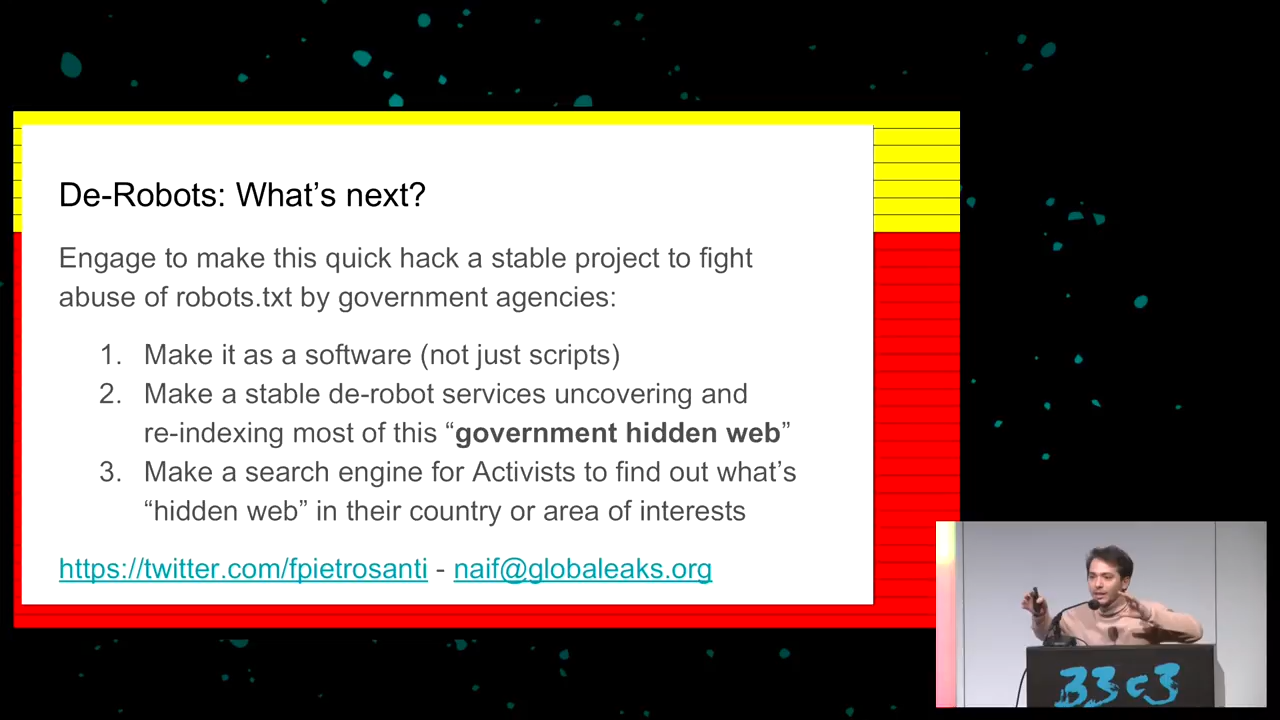 De-Robots: What’s next?
Engage to make this quick hack a stable project to fight
abuse of robots.txt by government agencies:
1. Make it as a software (not just scripts)
2. Make a stable de-robot services uncovering and
re-indexing most of this “government hidden web”
3. Make a search engine for Activists to find out what’s
“hidden web” in their country or area of interests
https://twitter.com/fpietrosanti - naif@globaleaks.org
33c3